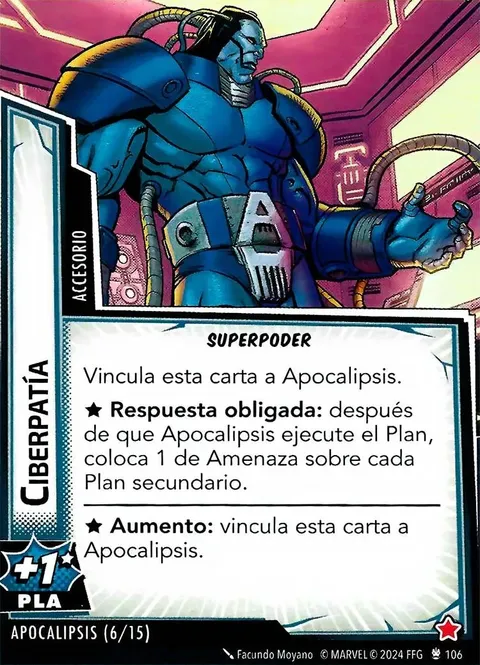 ACCESORIO
CIBERPATÍA
SUPERPODER
Vincula esta carta a Apocalipsis.
★ Respuesta obligada: después
de que Apocalipsis ejecute el Plan,
coloca 1 de Amenaza sobre cada
Plan secundario.
★ Aumento: vincula esta carta a
Apocalipsis.
+1★
PLA
APOCALIPSIS (6/15)
Facundo Moyano © MARVEL © 2024 FFG 106
A